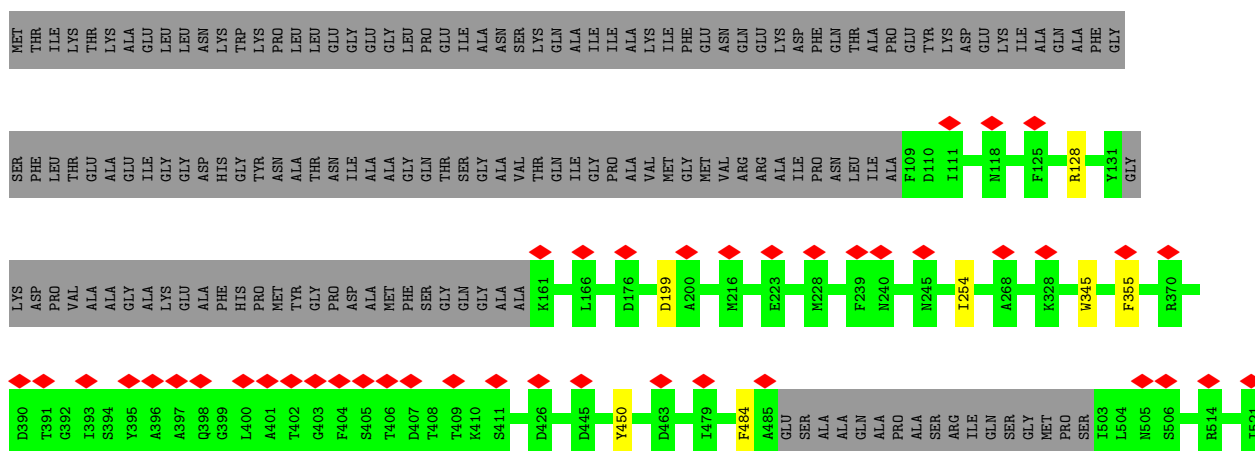 MET THR ILE LYS THR LYS ALA GLU LEU LEU ASN LYS TRP LYS PRO LEU LEU GLU GLY GLU GLY LEU PRO GLU ILE ALA ASN SER LYS GLN ALA ILE ILE ALA LYS ILE PHE GLU ASN GLN GLU LYS ASP PHE GLN THR ALA PRO GLU TYR LYS ASP GLU LYS ILE ALA GLN ALA PHE GLY
SER PHE LEU THR GLU ALA GLU ILE GLY GLY ASP HIS GLY TYR ASN ALA THR ASN ILE ALA ALA GLY GLN THR SER GLY ALA VAL THR GLN ILE GLY PRO ALA VAL MET GLY MET VAL ARG ARG ALA ILE PRO ASN LEU ILE ALA F109 D110 I111 N118 F125 R128 Y131 GLY
LYS ASP PRO VAL ALA ALA GLY ALA LYS GLU ALA PHE HIS PRO MET TYR GLY PRO ASP ALA MET PHE SER GLY GLN GLY ALA ALA K161 L166 D176 D199 A200 M216 E223 M228 F239 N240 N245 I254 A268 K328 W345 F355 R370
D390 T391 G392 I393 S394 Y395 A396 A397 Q398 G399 L400 A401 T402 G403 F404 S405 T406 D407 T408 T409 K410 S411 D426 D445 Y450 D463 I479 F484 A485 GLU SER ALA ALA GLN ALA PRO ALA SER ARG ILE GLN SER GLY MET PRO SER I503 L504 N505 S506 R514 I521